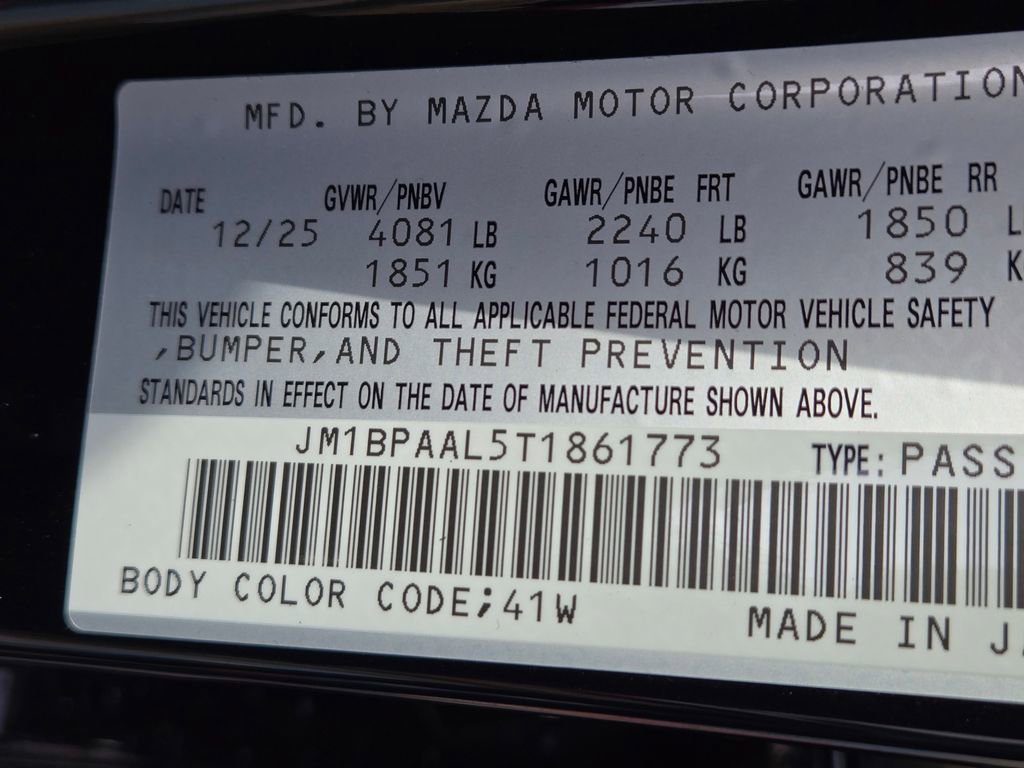 MFD. BY MAZDA MOTOR CORPORATION
DATE GVWR/PNBV GAWR/PNBE FRT GAWR/PNBE RR
12/25 4081 LB 2240 LB 1850 L
1851 KG 1016 KG 839 K
THIS VEHICLE CONFORMS TO ALL APPLICABLE FEDERAL MOTOR VEHICLE SAFETY
,BUMPER,AND THEFT PREVENTION
STANDARDS IN EFFECT ON THE DATE OF MANUFACTURE SHOWN ABOVE.
JM1BPAAL5T1861773 TYPE: PASS
BODY COLOR CODE;41W
MADE IN J